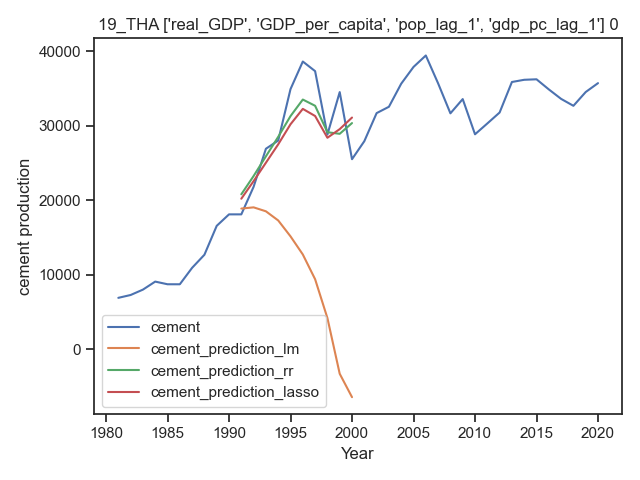 19_THA ['real_GDP', 'GDP_per_capita', 'pop_lag_1', 'gdp_pc_lag_1'] 0
40000
30000
20000
10000
0
cement production
cement
cement_prediction_lm
cement_prediction_rr
cement_prediction_lasso
1980 1985 1990 1995 2000 2005 2010 2015 2020
Year